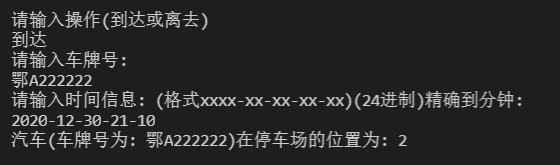 请输入操作(到达或离去)
到达
请输入车牌号:
鄂A222222
请输入时间信息: (格式xxxx-xx-xx-xx-xx)(24进制)精确到分钟:
2020-12-30-21-10
汽车(车牌号为: 鄂A222222)在停车场的位置为: 2